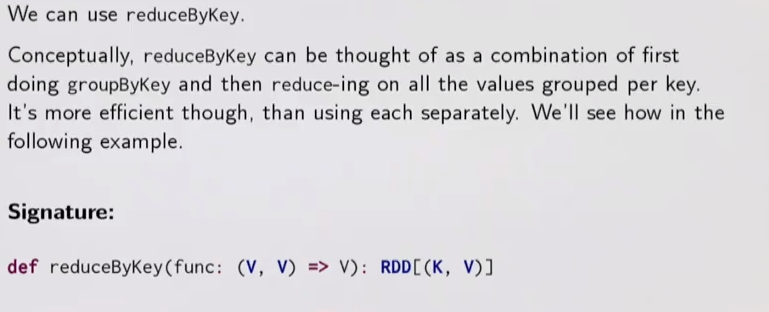 We can use reduceByKey.
Conceptually, reduceByKey can be thought of as a combination of first
doing groupByKey and then reduce-ing on all the values grouped per key.
It's more efficient though, than using each separately. We'll see how in the
following example.
Signature:
def reduceByKey(func: (V, V) => V): RDD[(K, V)]